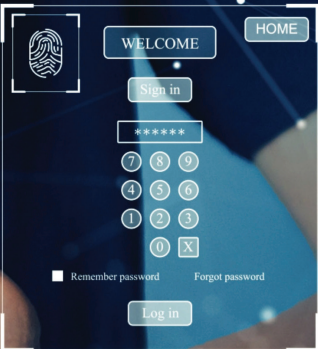 HOME
WELCOME
Sign in
******
7 8 9
4 5 6
1 2 3
0 X
Remember password Forgot password
Log in